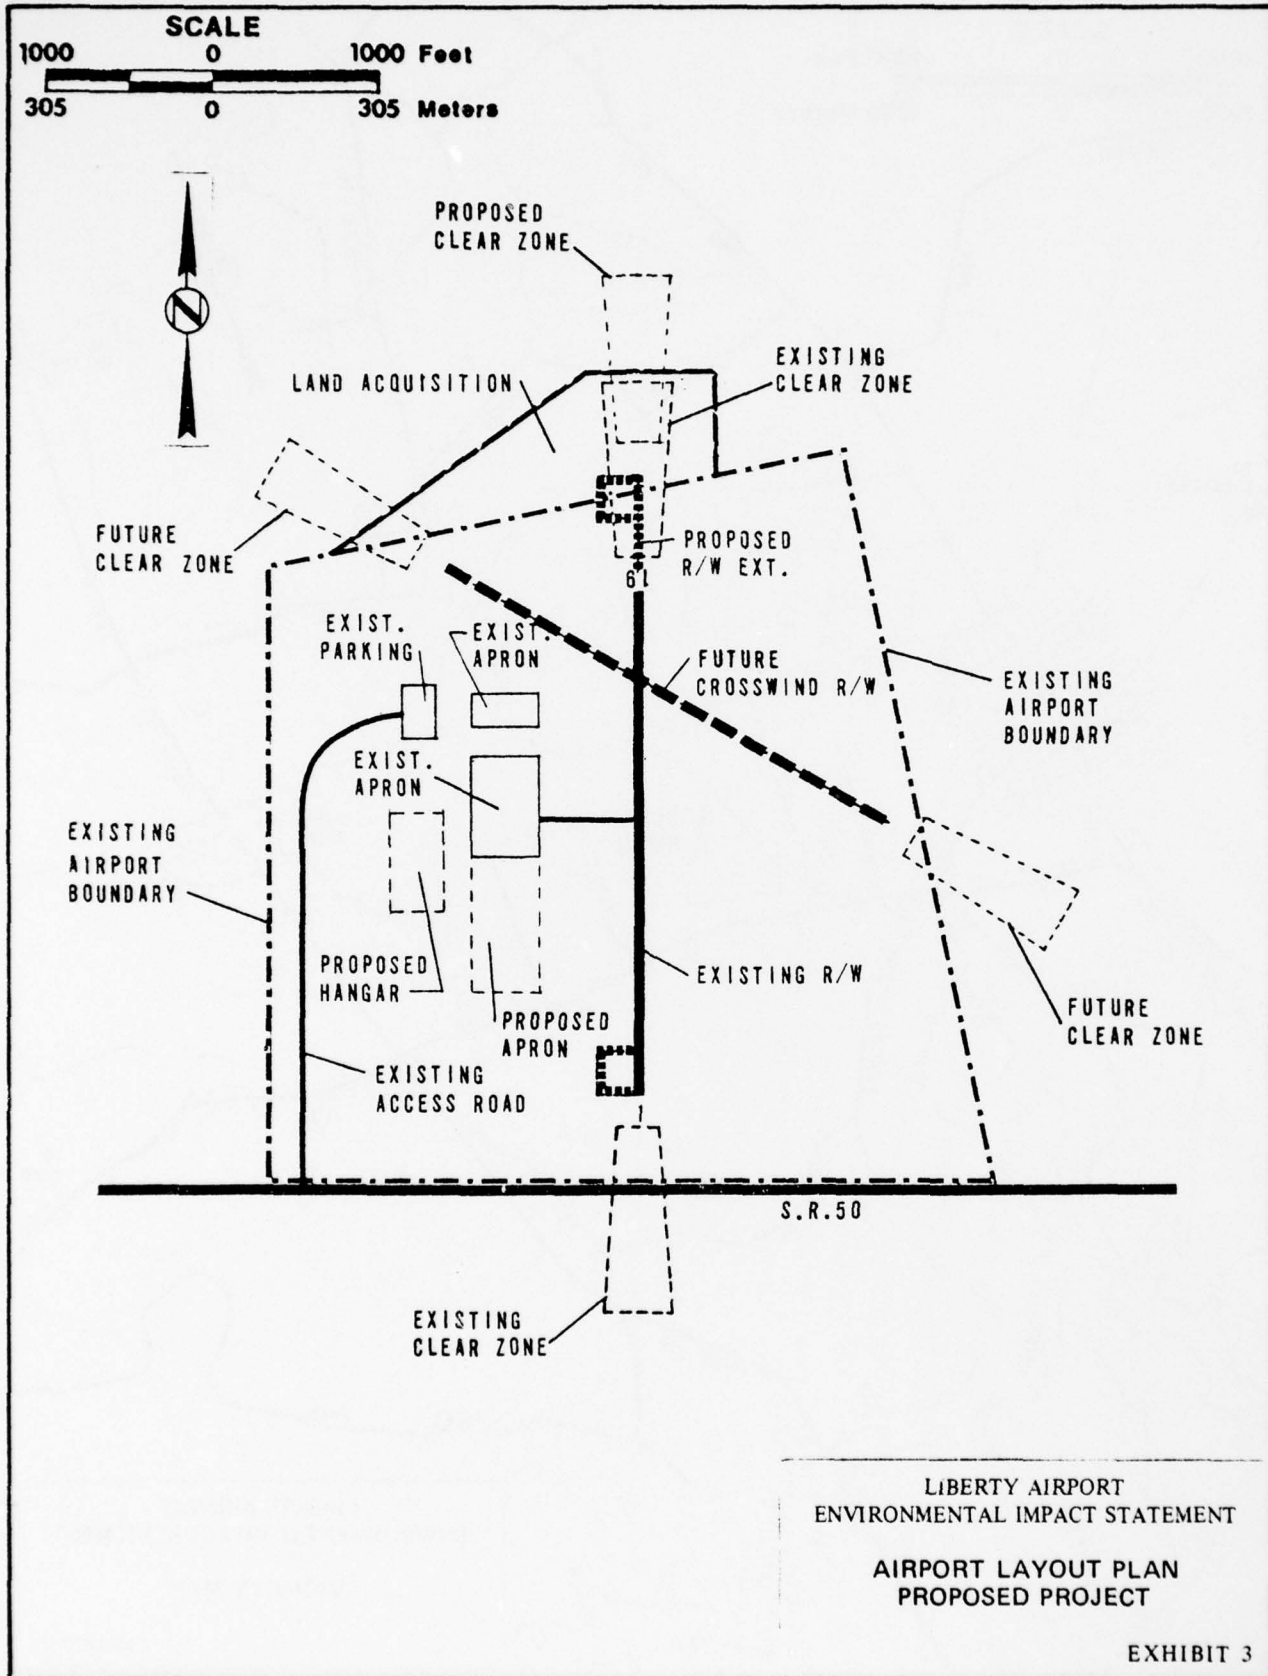 SCALE
1000 0 1000 Feet
305 0 305 Meters
N
PROPOSED
CLEAR ZONE
EXISTING
CLEAR ZONE
LAND ACQUISITION
FUTURE
CLEAR ZONE
PROPOSED
R/W EXT.
19
EXIST.
PARKING
EXIST.
APRON
FUTURE
CROSSWIND R/W
EXISTING
AIRPORT
BOUNDARY
EXIST.
APRON
EXISTING
AIRPORT
BOUNDARY
PROPOSED
HANGAR
EXISTING R/W
PROPOSED
APRON
FUTURE
CLEAR ZONE
EXISTING
ACCESS ROAD
S.R.50
EXISTING
CLEAR ZONE
LIBERTY AIRPORT
ENVIRONMENTAL IMPACT STATEMENT
AIRPORT LAYOUT PLAN
PROPOSED PROJECT
EXHIBIT 3